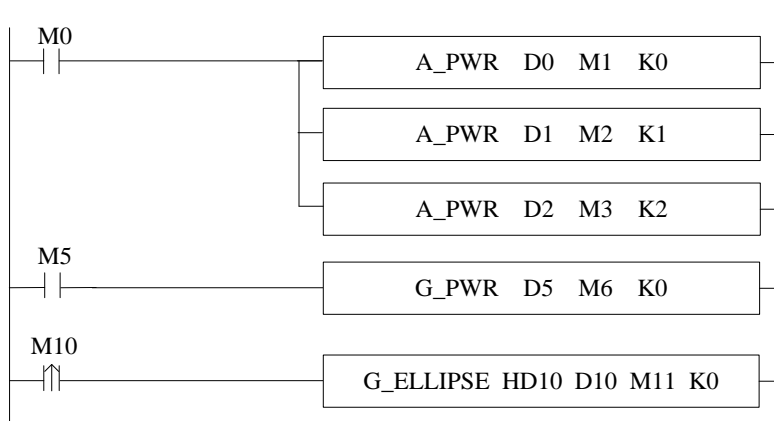 M0
A_PWR D0 M1 K0
A_PWR D1 M2 K1
A_PWR D2 M3 K2
M5
G_PWR D5 M6 K0
M10
G_ELLIPSE HD10 D10 M11 K0